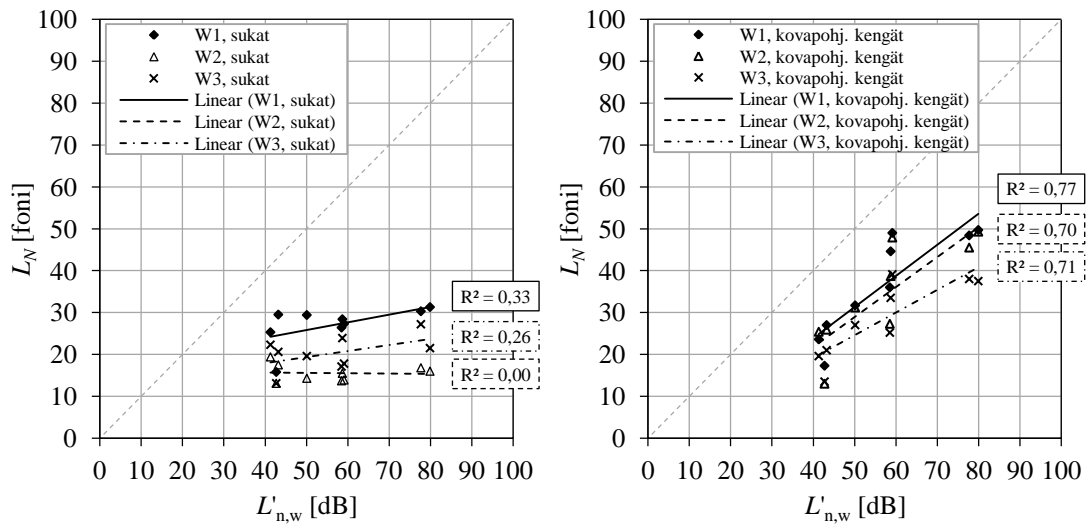 100
90
80
70
60
50
40
30
20
10
0
L_N [foni]
W1, sukat
W2, sukat
W3, sukat
Linear (W1, sukat)
Linear (W2, sukat)
Linear (W3, sukat)
R² = 0,33
R² = 0,26
R² = 0,00
0 10 20 30 40 50 60 70 80 90 100
L'n,w [dB]
100
90
80
70
60
50
40
30
20
10
0
L_N [foni]
W1, kovapohj. kengät
W2, kovapohj. kengät
W3, kovapohj. kengät
Linear (W1, kovapohj. kengät)
Linear (W2, kovapohj. kengät)
Linear (W3, kovapohj. kengät)
R² = 0,77
R² = 0,70
R² = 0,71
0 10 20 30 40 50 60 70 80 90 100
L'n,w [dB]